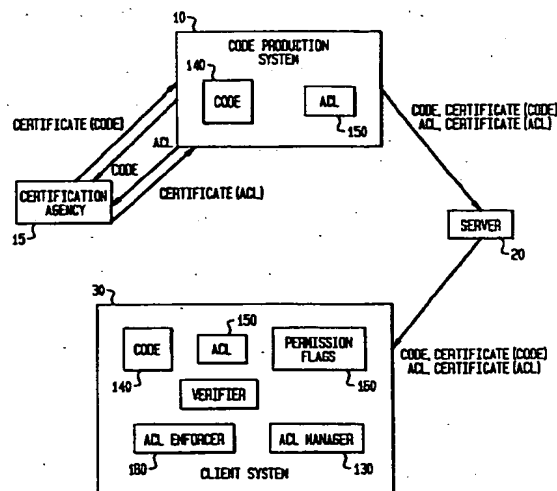 10
CODE PRODUCTION
SYSTEM
140
CODE
ACL
150
CERTIFICATE (CODE)
ACL
CODE
CERTIFICATE (ACL)
CERTIFICATION
AGENCY
15
CODE, CERTIFICATE (CODE)
ACL, CERTIFICATE (ACL)
SERVER
20
CODE, CERTIFICATE (CODE)
ACL, CERTIFICATE (ACL)
30
CODE
140
150
ACL
PERMISSION
FLAGS
160
VERIFIER
ACL ENFORCER
180
ACL MANAGER
130
CLIENT SYSTEM